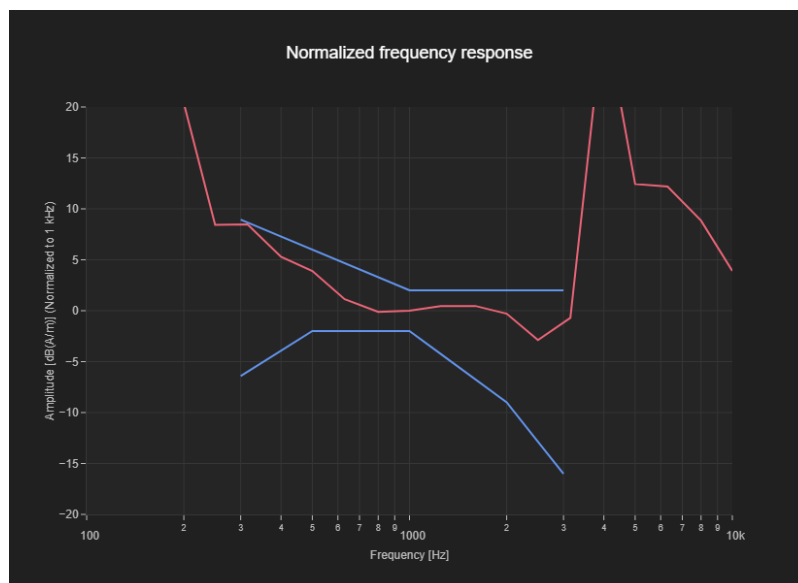 Normalized frequency response
Amplitude [dB(A/m)] (Normalized to 1 kHz)
20
15
10
5
0
−5
−10
−15
−20
100 2 3 4 5 6 7 8 9 1000 2 3 4 5 6 7 8 9 10k
Frequency [Hz]